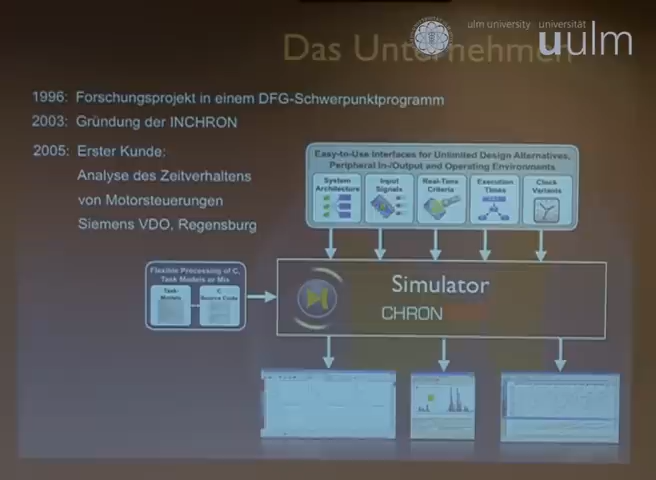 ulm university universität
uulm
Das Unternehmen
1996: Forschungsprojekt in einem DFG-Schwerpunktprogramm
2003: Gründung der INCHRON
2005: Erster Kunde:
Analyse des Zeitverhaltens
von Motorsteuerungen
Siemens VDO, Regensburg
Easy-to-Use Interfaces for Unlimited Design Alternatives,
Peripheral In-/Output and Operating Environments
System
Architecture
Input
Signals
Real-Time
Criteria
Execution
Times
Clock
Variants
Flexible Processing of C,
Task Models or Mix
Task-
Models
C
Source Code
Simulator
CHRON